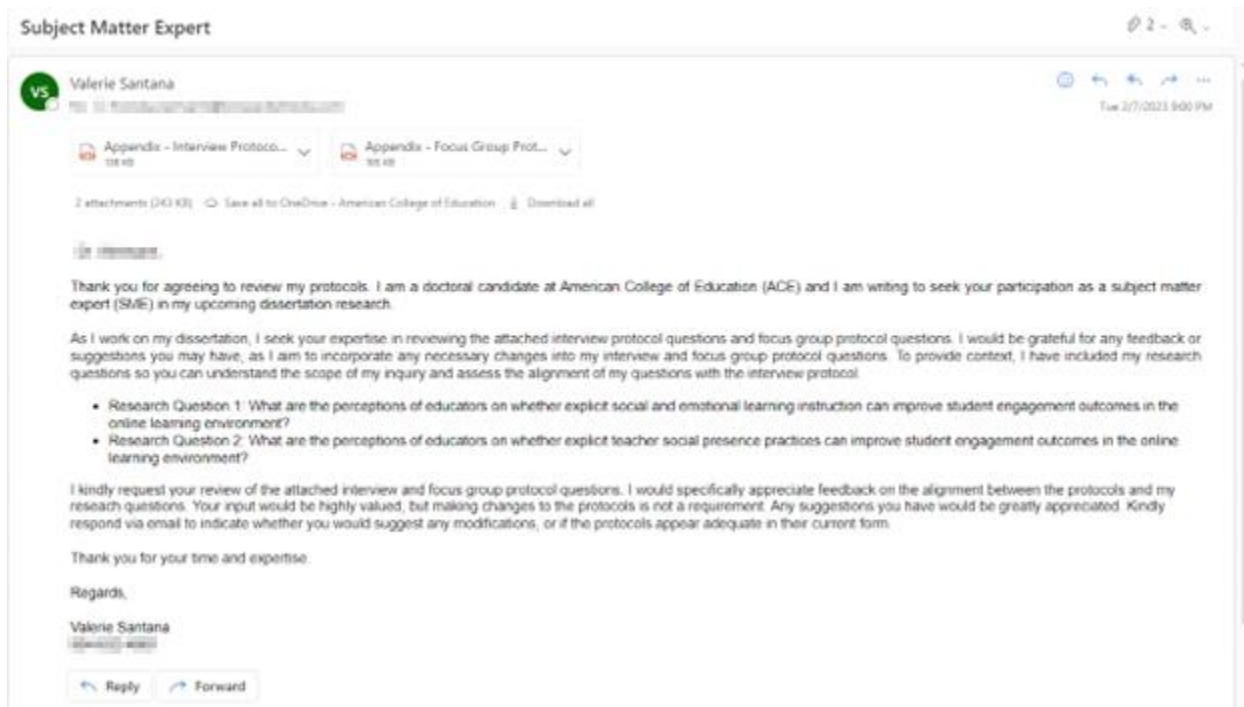 Subject Matter Expert
2
VS
Valerie Santana
Tue 2/7/2023 9:00 PM
Appendix - Interview Protoco...
Appendix - Focus Group Prot...
2 attachments (243 KB) Save all to OneDrive - American College of Education Download all
Thank you for agreeing to review my protocols. I am a doctoral candidate at American College of Education (ACE) and I am writing to seek your participation as a subject matter
expert (SME) in my upcoming dissertation research.
As I work on my dissertation, I seek your expertise in reviewing the attached interview protocol questions and focus group protocol questions. I would be grateful for any feedback or
suggestions you may have, as I aim to incorporate any necessary changes into my interview and focus group protocol questions. To provide context, I have included my research
questions so you can understand the scope of my inquiry and assess the alignment of my questions with the interview protocol.
• Research Question 1: What are the perceptions of educators on whether explicit social and emotional learning instruction can improve student engagement outcomes in the
online learning environment?
• Research Question 2: What are the perceptions of educators on whether explicit teacher social presence practices can improve student engagement outcomes in the online
learning environment?
I kindly request your review of the attached interview and focus group protocol questions. I would specifically appreciate feedback on the alignment between the protocols and my
reseach questions. Your input would be highly valued, but making changes to the protocols is not a requirement. Any suggestions you have would be greatly appreciated. Kindly
respond via email to indicate whether you would suggest any modifications, or if the protocols appear adequate in their current form.
Thank you for your time and expertise.
Regards,
Valerie Santana
Reply Forward